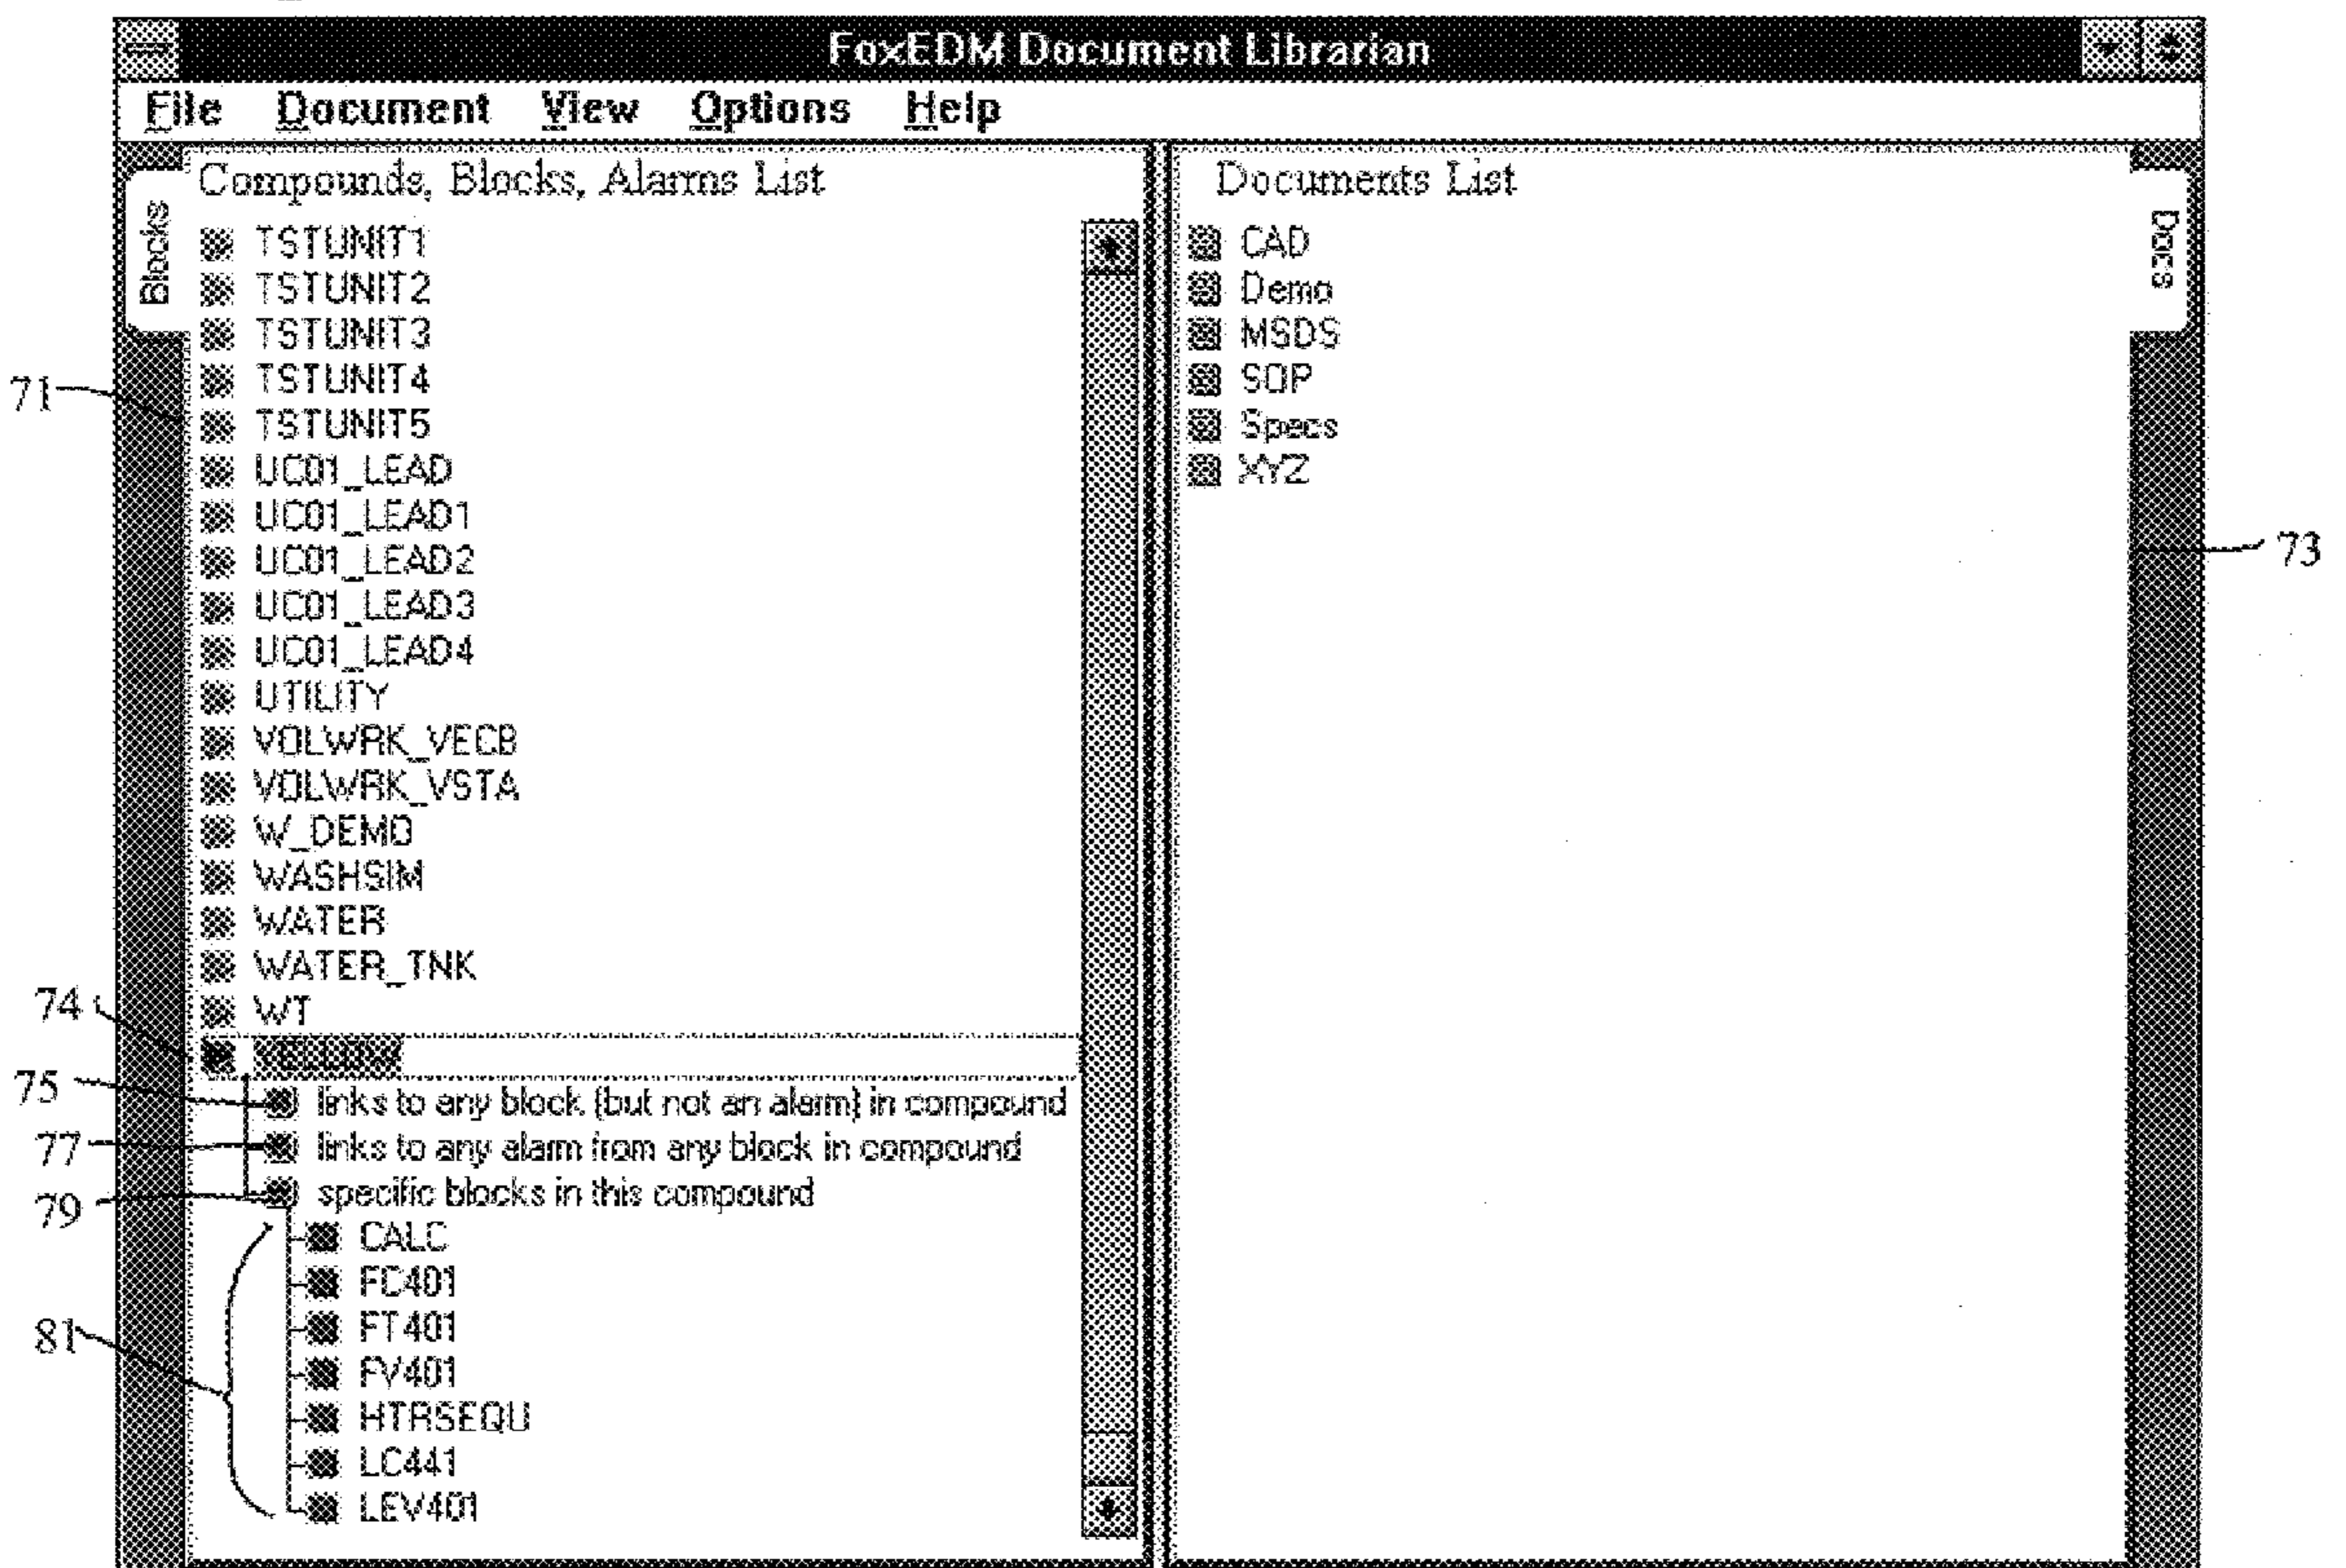 FoxEDM Document Librarian
File Document View Options Help
Blocks
Compounds, Blocks, Alarms List
TSTUNIT1
TSTUNIT2
TSTUNIT3
TSTUNIT4
TSTUNIT5
UC01_LEAD
UC01_LEAD1
UC01_LEAD2
UC01_LEAD3
UC01_LEAD4
UTILITY
VOLWRK_VECB
VOLWRK_VSTA
W_DEMO
WASHSIM
WATER
WATER_TNK
WT
links to any block (but not an alarm) in compound
links to any alarm from any block in compound
specific blocks in this compound
CALC
FC401
FT401
FV401
HTRSEQU
LC441
LEV401
Documents List
CAD
Demo
MSDS
SOP
Specs
XYZ
Docs
71
73
74
75
77
79
81